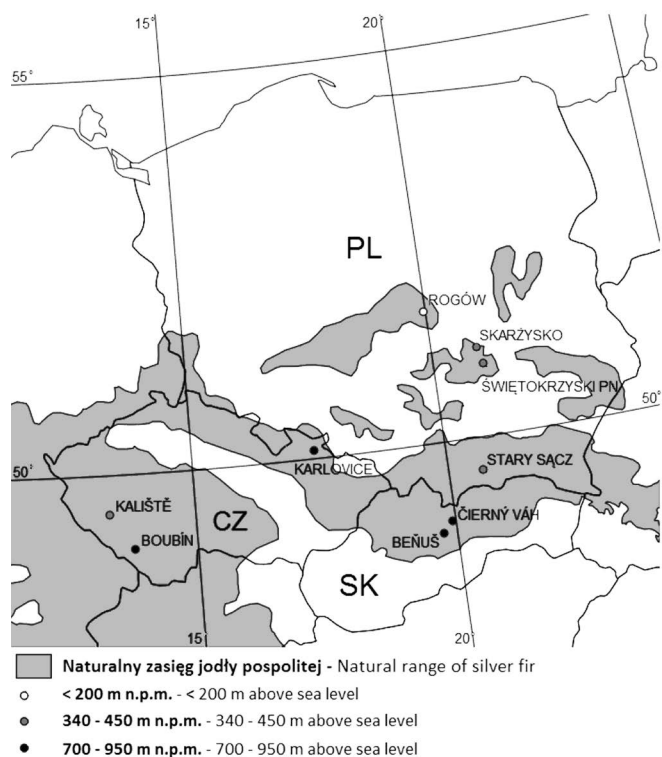 15°
20°
55°
PL
ROGÓW
SKARŻYSKO
ŚWIĘTOKRZYSKI PN
50°
KARLOVICE
STARY SĄCZ
50°
KALIŠTĚ
ČIERNÝ VÁH
CZ
BOUBÍN
BEŇUŠ
SK
15
20°
Naturalny zasięg jodły pospolitej - Natural range of silver fir
< 200 m n.p.m. - < 200 m above sea level
340 - 450 m n.p.m. - 340 - 450 m above sea level
700 - 950 m n.p.m. - 700 - 950 m above sea level